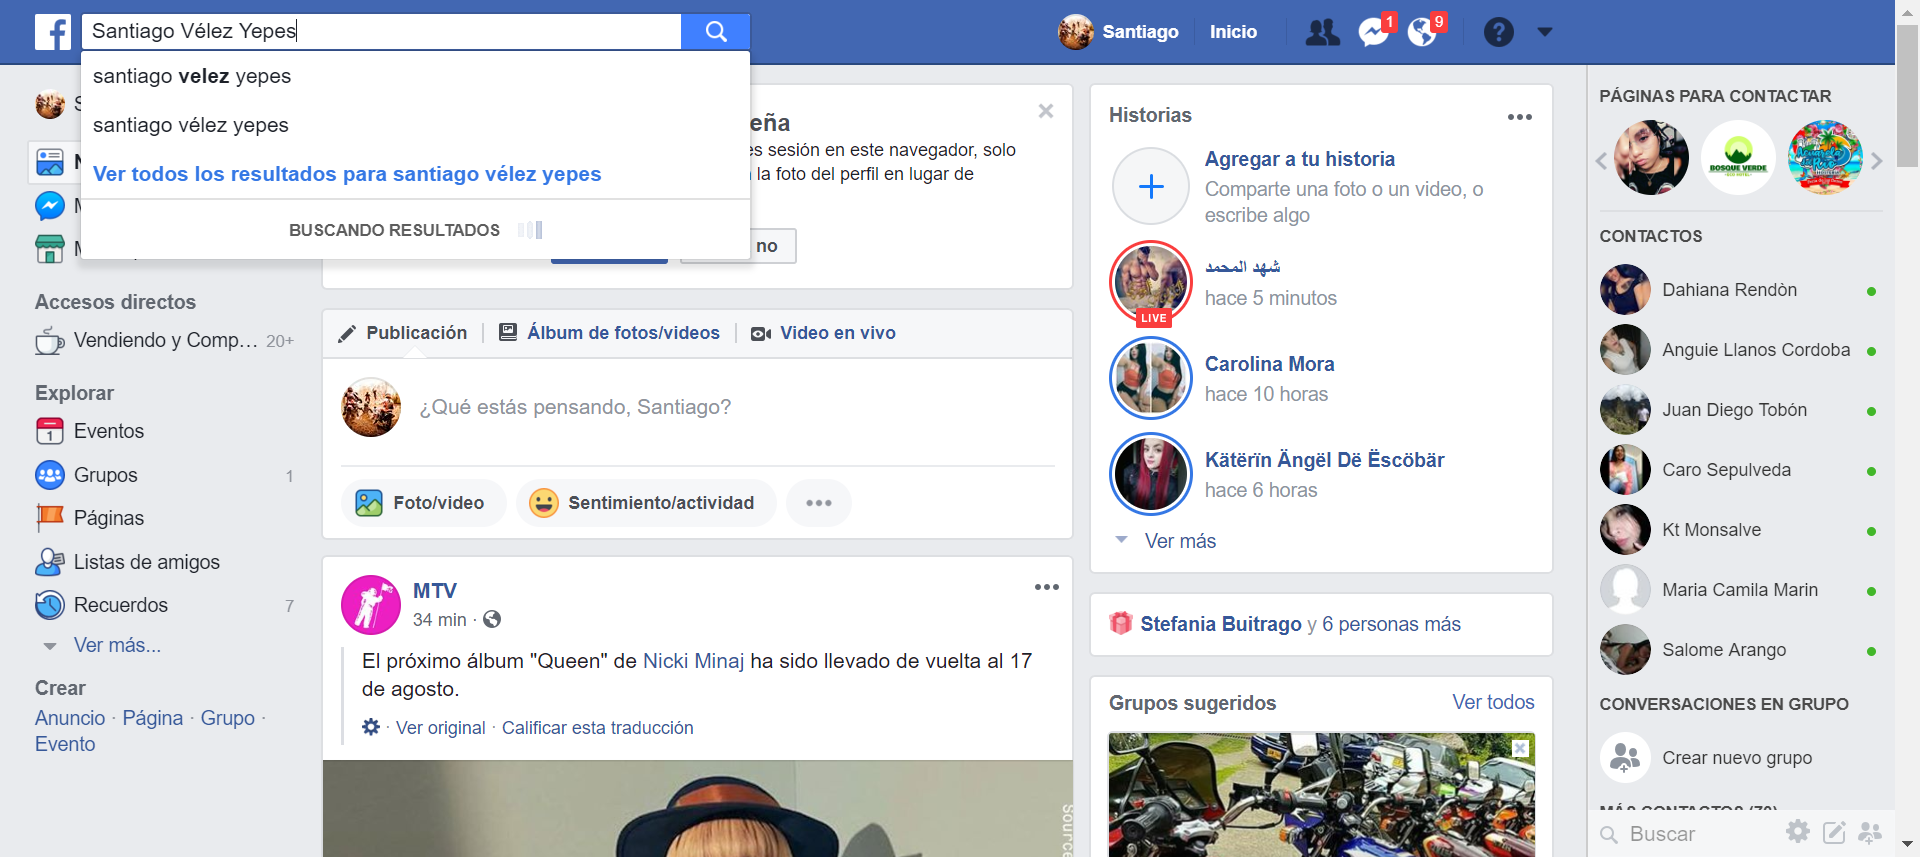 Santiago Vélez Yepes
santiago velez yepes
santiago vélez yepes
Ver todos los resultados para santiago vélez yepes
BUSCANDO RESULTADOS
Santiago
Inicio
1
9
S
N
M
M
Accesos directos
Vendiendo y Comp... 20+
Explorar
Eventos
Grupos 1
Páginas
Listas de amigos
Recuerdos 7
Ver más...
Crear
Anuncio · Página · Grupo ·
Evento
eña
es sesión en este navegador, solo
la foto del perfil en lugar de
no
Publicación
Álbum de fotos/videos
Video en vivo
¿Qué estás pensando, Santiago?
Foto/video
Sentimiento/actividad
MTV
34 min ·
El próximo álbum "Queen" de Nicki Minaj ha sido llevado de vuelta al 17
de agosto.
· Ver original · Calificar esta traducción
Source
Historias
Agregar a tu historia
Comparte una foto o un video, o
escribe algo
شهد المحمد
hace 5 minutos
LIVE
Carolina Mora
hace 10 horas
Kätërïn Ängël Dë Ëscöbär
hace 6 horas
Ver más
Stefania Buitrago y 6 personas más
Grupos sugeridos
Ver todos
PÁGINAS PARA CONTACTAR
BOSQUE VERDE
CONTACTOS
Dahiana Rendòn
Anguie Llanos Cordoba
Juan Diego Tobón
Caro Sepulveda
Kt Monsalve
Maria Camila Marin
Salome Arango
CONVERSACIONES EN GRUPO
Crear nuevo grupo
MÁS CONTACTOS (70)
Buscar